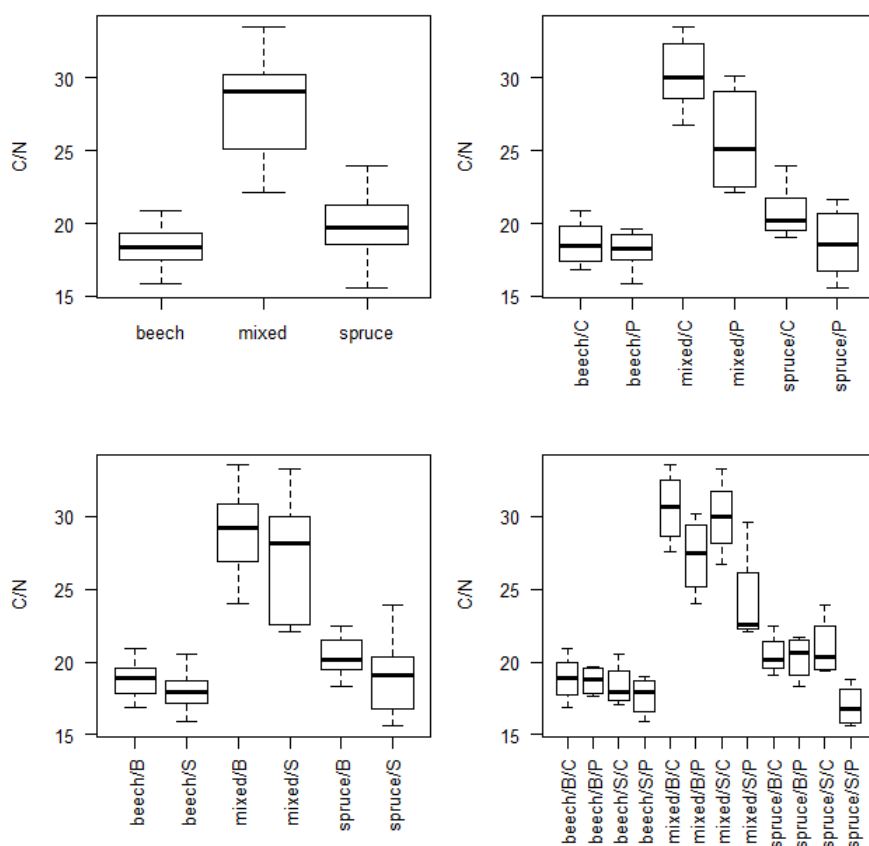 C/N
30
25
20
15
beech mixed spruce
C/N
30
25
20
15
beech/C
beech/P
mixed/C
mixed/P
spruce/C
spruce/P
C/N
30
25
20
15
beech/B
beech/S
mixed/B
mixed/S
spruce/B
spruce/S
C/N
30
25
20
15
beech/B/C
beech/B/P
beech/S/C
beech/S/P
mixed/B/C
mixed/B/P
mixed/S/C
mixed/S/P
spruce/B/C
spruce/B/P
spruce/S/C
spruce/S/P